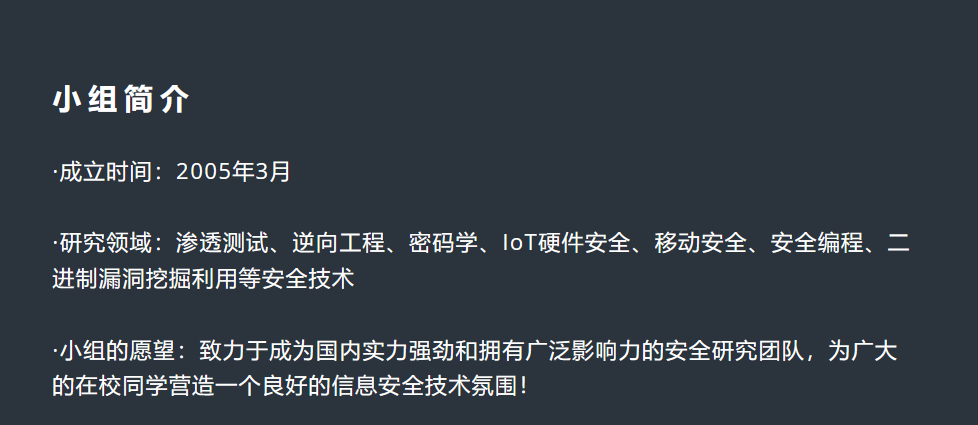 小组简介
·成立时间：2005年3月
·研究领域：渗透测试、逆向工程、密码学、IoT硬件安全、移动安全、安全编程、二
进制漏洞挖掘利用等安全技术
·小组的愿望：致力于成为国内实力强劲和拥有广泛影响力的安全研究团队，为广大
的在校同学营造一个良好的信息安全技术氛围！